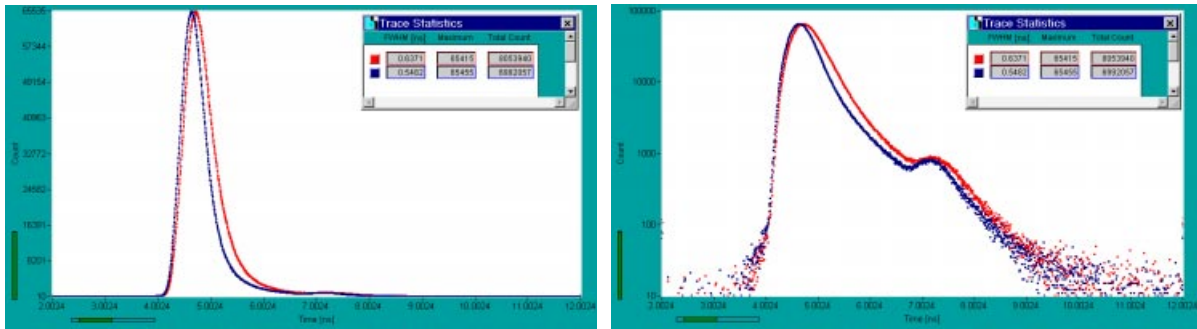 65535
57344
49154
40963
32772
24582
16391
8201
10
Count
2.0024 3.0024 4.0024 5.0024 6.0024 7.0024 8.0024 9.0024 10.0024 11.0024 12.0024
Time [ns]
Trace Statistics
FWHM [ns] Maximum Total Count
0.6371 65415 8053940
0.5482 65455 6992057
100000
10000
1000
100
10
Count
2.0024 3.0024 4.0024 5.0024 6.0024 7.0024 8.0024 9.0024 10.0024 11.0024 12.0024
Time [ns]
Trace Statistics
FWHM [ns] Maximum Total Count
0.6371 65415 8053940
0.5482 65455 6992057